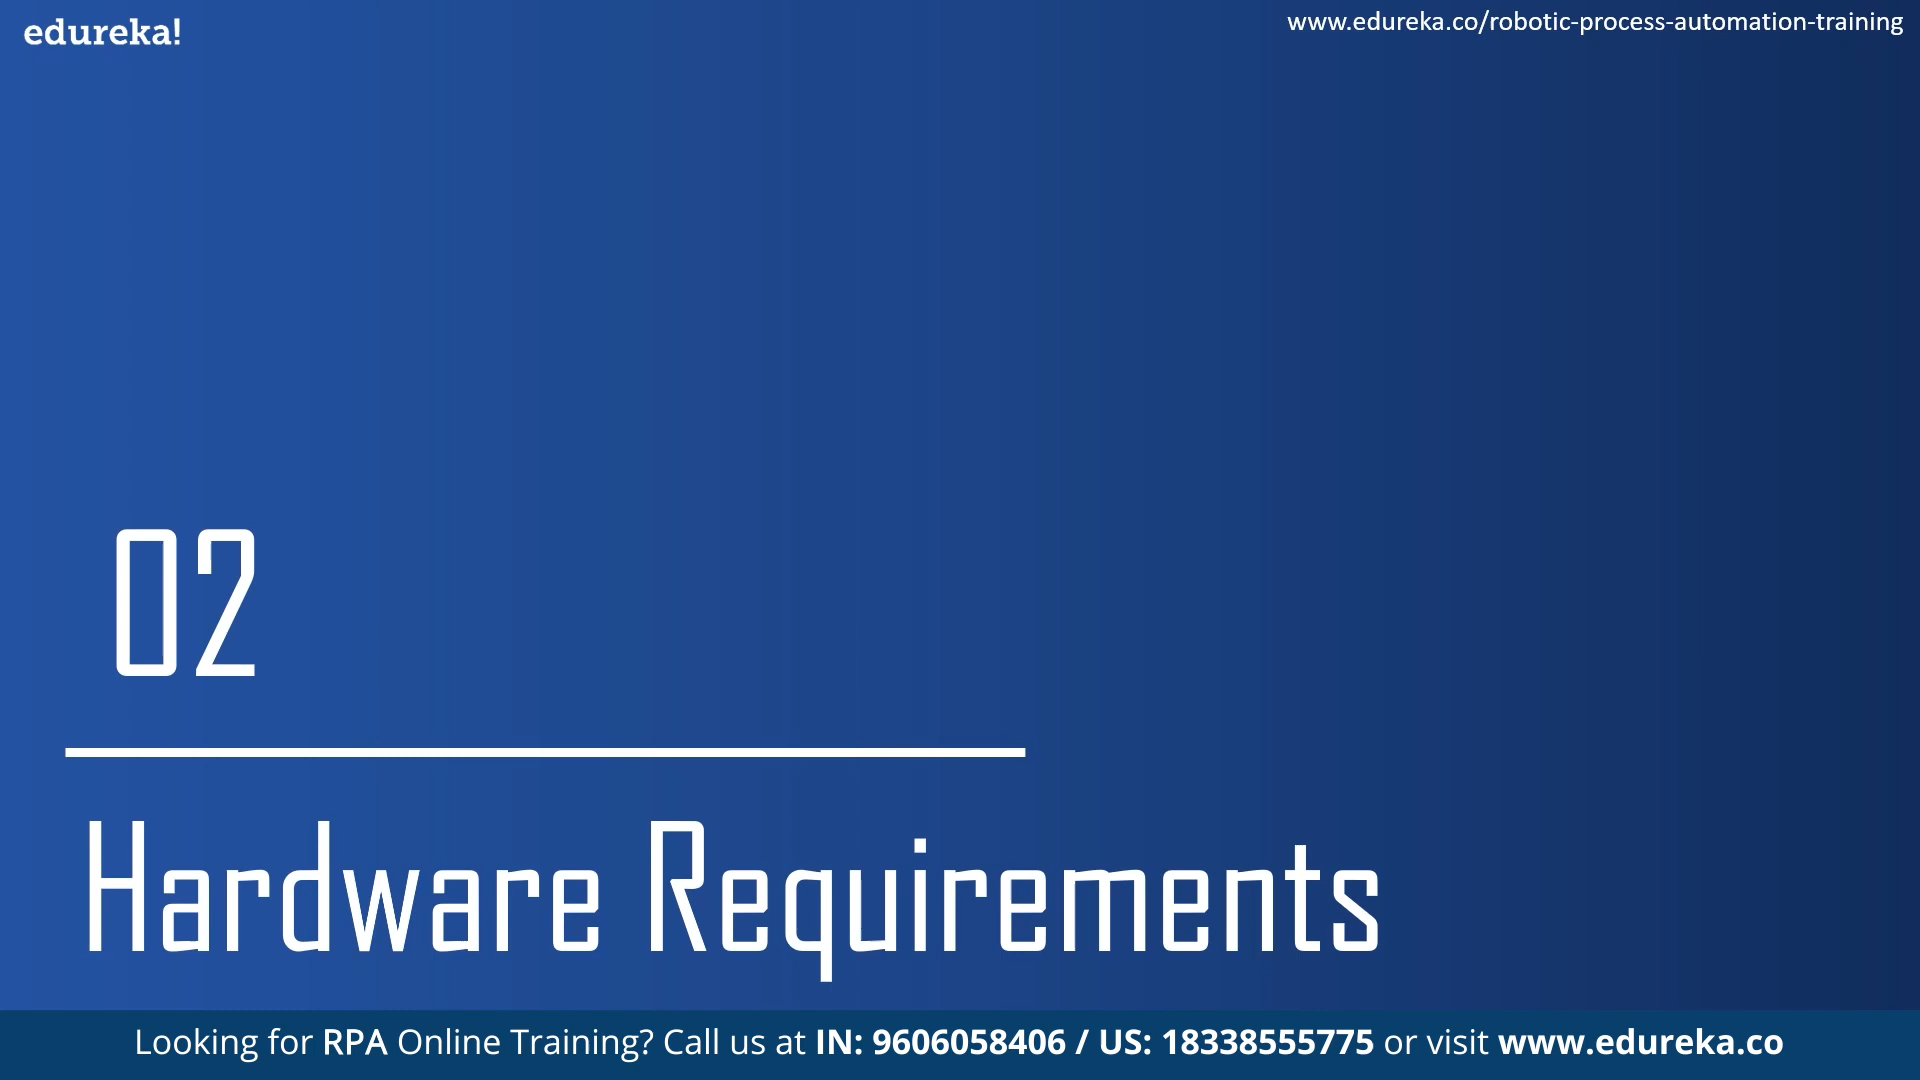 edureka!
www.edureka.co/robotic-process-automation-training
02
Hardware Requirements
Looking for RPA Online Training? Call us at IN: 9606058406 / US: 18338555775 or visit www.edureka.co